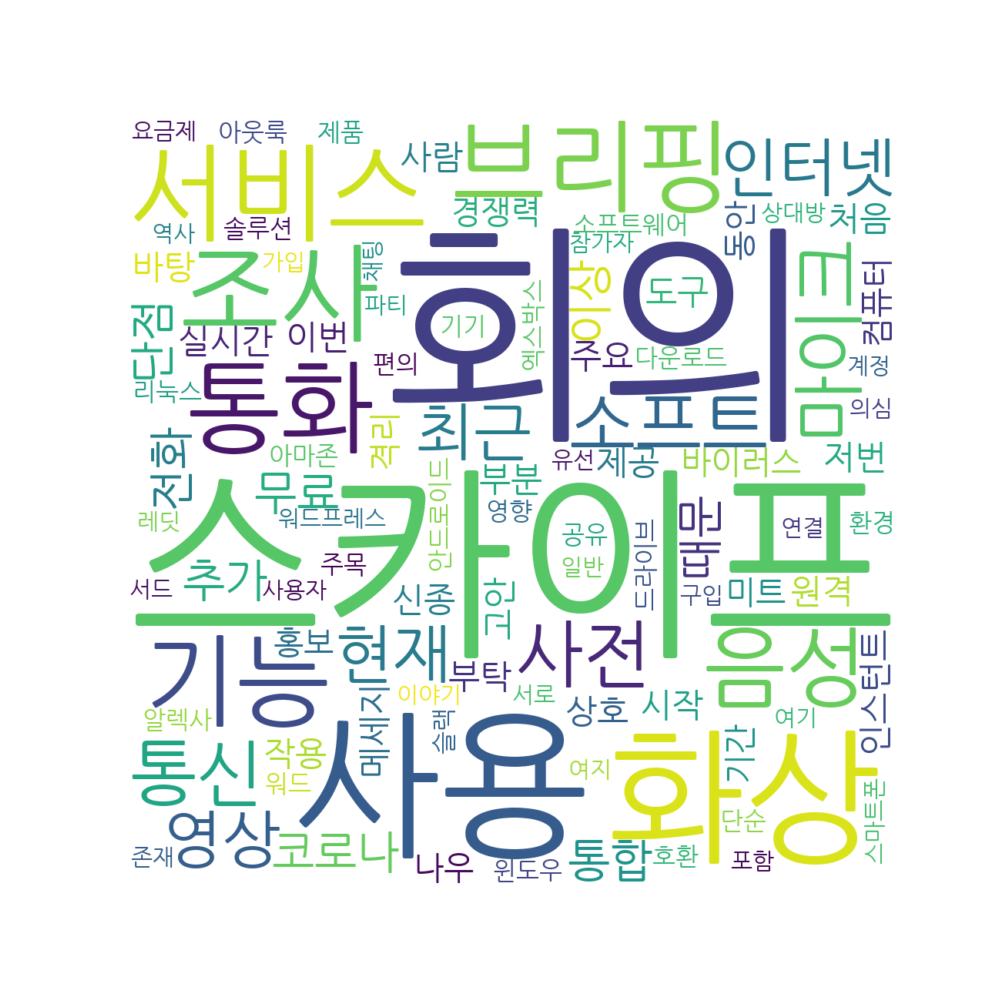 요금제 아웃룩 제품
서비스
사람
브리핑
인터넷
경쟁력
소프트웨어
상대방
처음
동안
역사
솔루션
참가자
바탕
가입
채팅
조사
회의
이상
도구
마이크
컴퓨터
파티
기기
엑스박스
단점
실시간
이번
편의
주요
다운로드
계정
리눅스
통화
최근
소프트
의심
격리
전화
아마존
무료
부분
유선
제공
바이러스
저번
안드로이드
스카이프
레딧
워드프레스
영향
공유
때문
연결
환경
서드
추가
사용자
주목
신종
고안
일반
드라이브
구입
미트
원격
기능
홍보
현재
부탁
사전
음성
인스턴트
이야기
서로
알렉사
메세지
슬랙
상호
시작
여기
통신
작용
워드
사용
여지
화상
기간
스마트폰
단순
존재
영상
코로나
나우
윈도우
통합
호환
포함